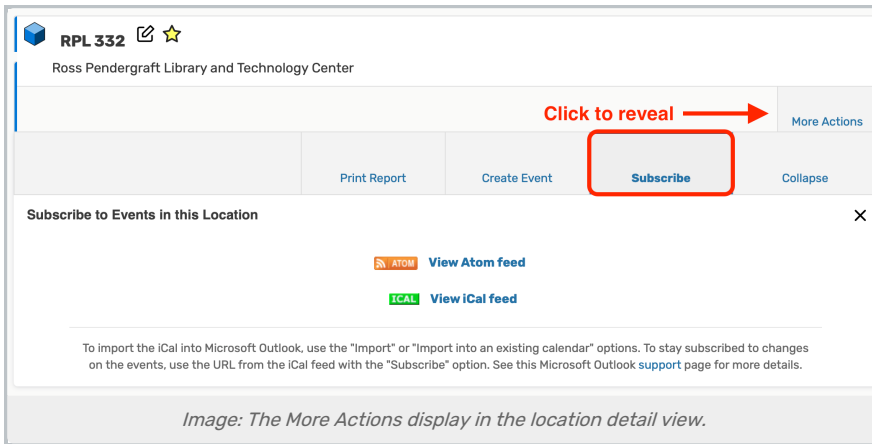 RPL 332
Ross Pendergraft Library and Technology Center
Click to reveal
More Actions
Print Report
Create Event
Subscribe
Collapse
Subscribe to Events in this Location
ATOM View Atom feed
ICAL View iCal feed
To import the iCal into Microsoft Outlook, use the "Import" or "Import into an existing calendar" options. To stay subscribed to changes
on the events, use the URL from the iCal feed with the "Subscribe" option. See this Microsoft Outlook support page for more details.
Image: The More Actions display in the location detail view.